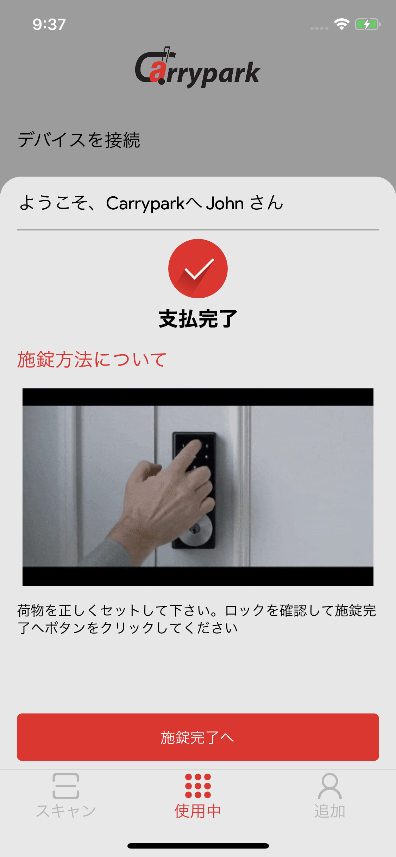 9:37
Carrypark
デバイスを接続
ようこそ、Carryparkへ John さん
支払完了
施錠方法について
荷物を正しくセットして下さい。ロックを確認して施錠完
了へボタンをクリックしてください
施錠完了へ
スキャン
使用中
追加